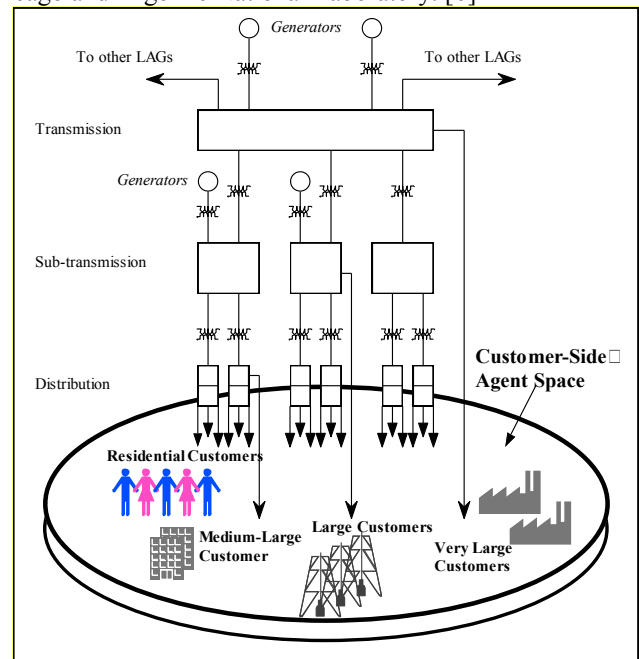 Generators
To other LAGs
To other LAGs
Transmission
Generators
Sub-transmission
Customer-Side□
Agent Space
Distribution
Residential Customers
Medium-Large
Customer
Large Customers
Very Large
Customers